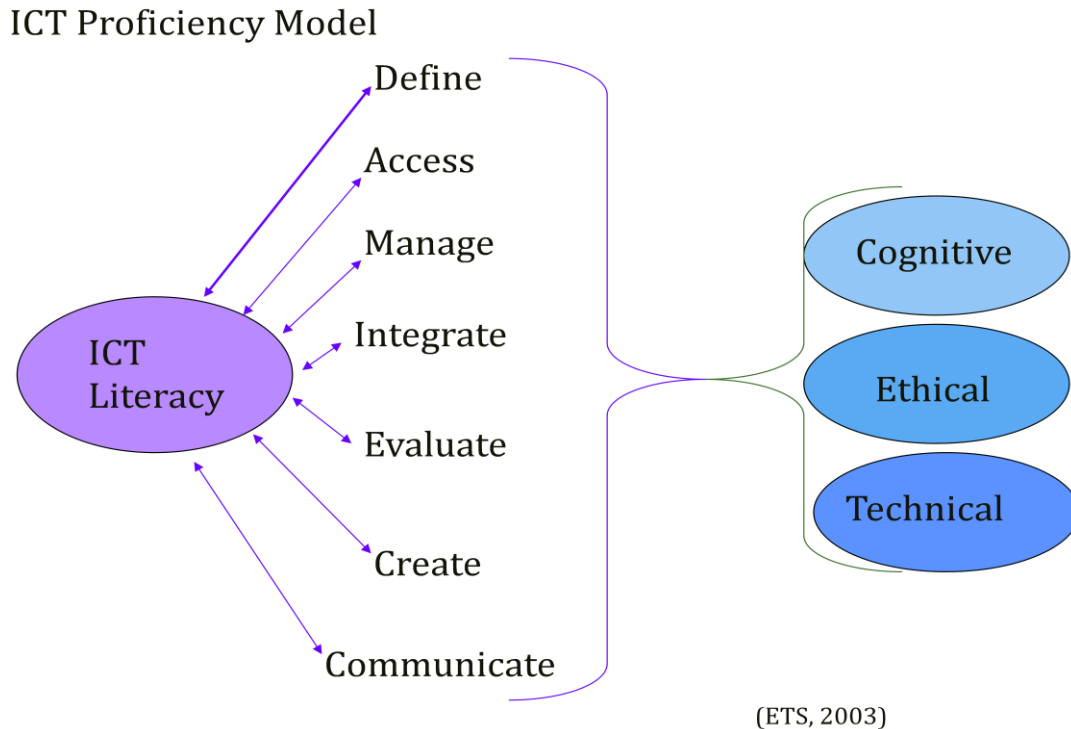 ICT Proficiency Model
Define
Access
Manage
Integrate
Evaluate
Create
Communicate
ICT
Literacy
Cognitive
Ethical
Technical
(ETS, 2003)